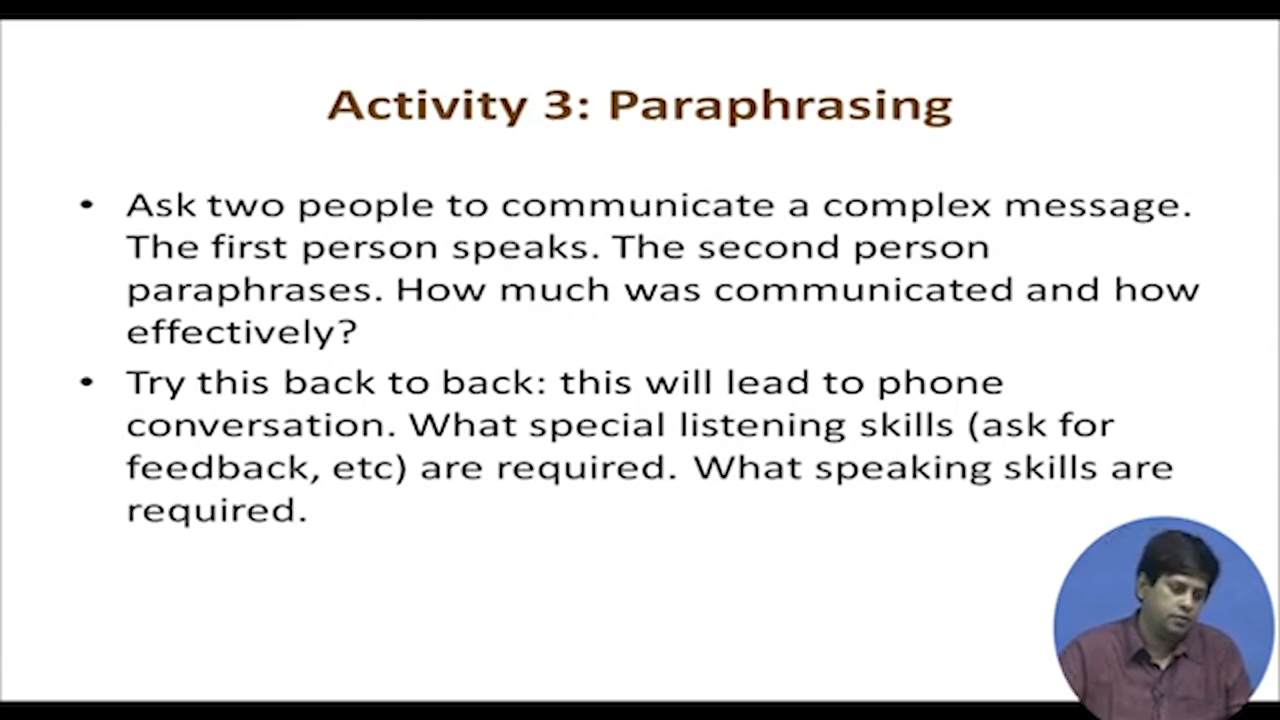 Activity 3: Paraphrasing
• Ask two people to communicate a complex message.
The first person speaks. The second person
paraphrases. How much was communicated and how
effectively?
• Try this back to back: this will lead to phone
conversation. What special listening skills (ask for
feedback, etc) are required. What speaking skills are
required.